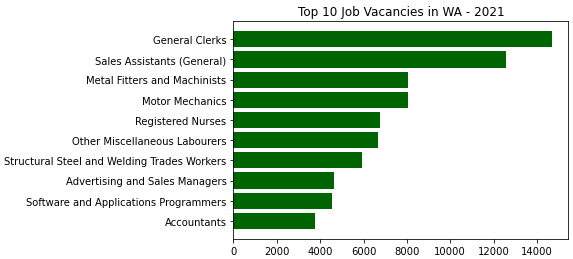 Top 10 Job Vacancies in WA - 2021
General Clerks
Sales Assistants (General)
Metal Fitters and Machinists
Motor Mechanics
Registered Nurses
Other Miscellaneous Labourers
Structural Steel and Welding Trades Workers
Advertising and Sales Managers
Software and Applications Programmers
Accountants
0 2000 4000 6000 8000 10000 12000 14000